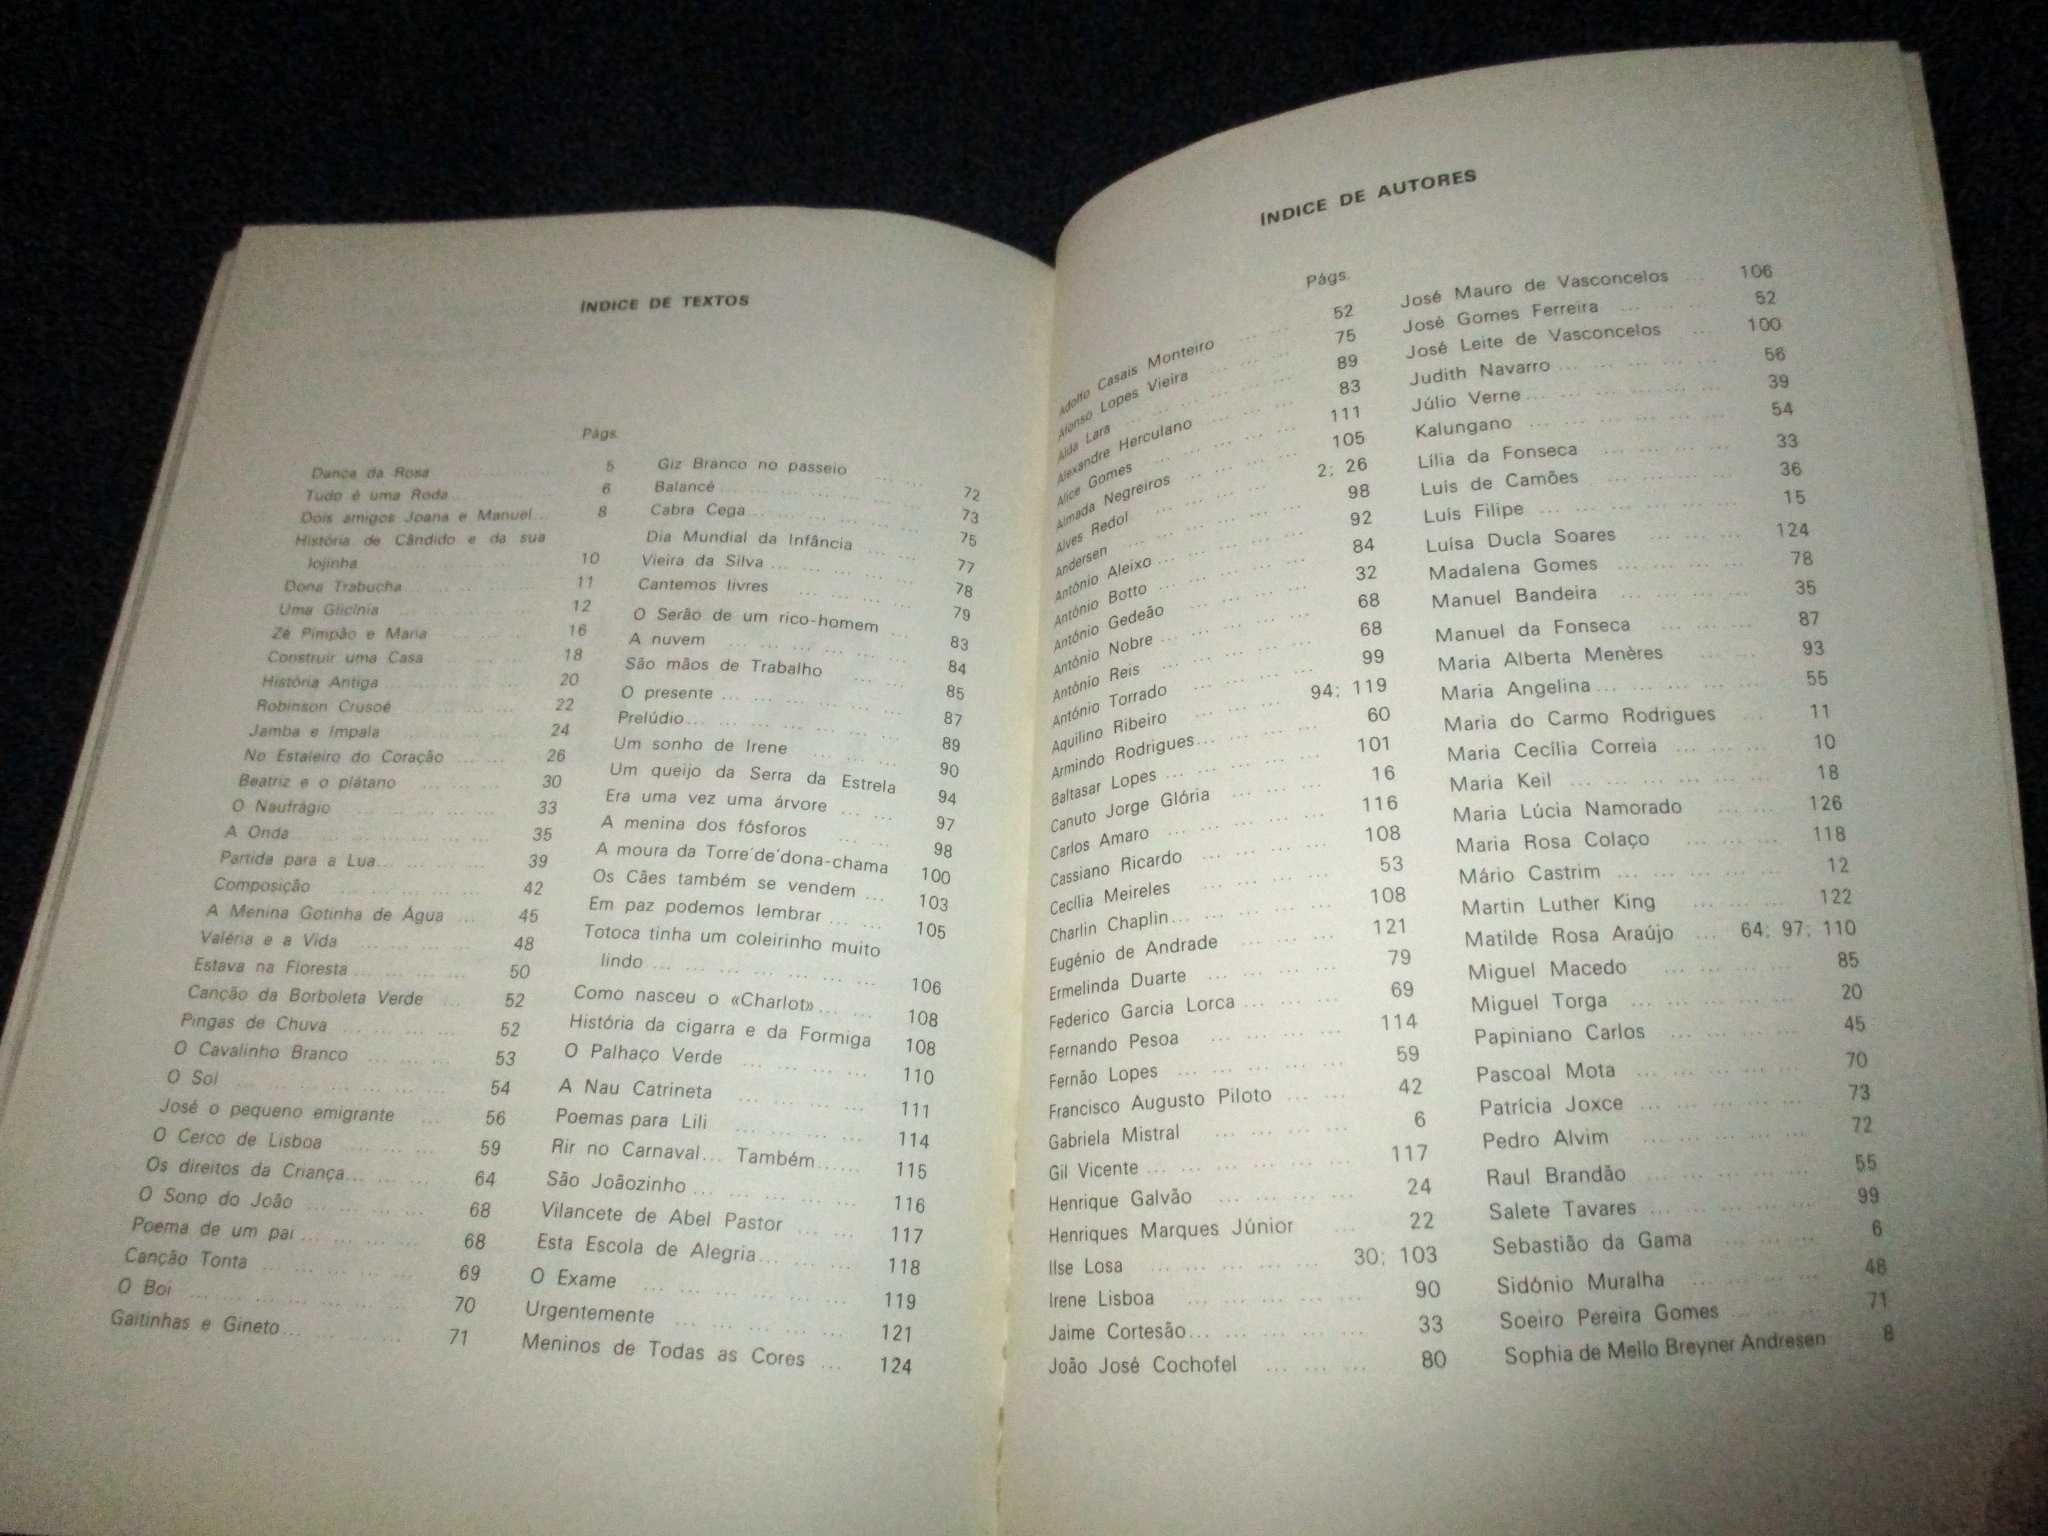 ÍNDICE DE TEXTOS
Págs.
Dança da Rosa ... 5
Tudo é uma Roda ... 6
Dois amigos Joana e Manuel... 8
História de Cândido e da sua
lojinha ... 10
Dona Trabucha ... 11
Uma Glicínia ... 12
Zé Pimpão e Maria ... 16
Construir uma Casa ... 18
História Antiga ... 20
Robinson Crusoé ... 22
Jamba e Impala ... 24
No Estaleiro do Coração ... 26
Beatriz e o plátano ... 30
O Naufrágio ... 33
A Onda ... 35
Partida para a Lua ... 39
Composição ... 42
A Menina Gotinha de Água ... 45
Valéria e a Vida ... 48
Estava na Floresta ... 50
Canção da Borboleta Verde ... 52
Pingas de Chuva ... 52
O Cavalinho Branco ... 53
O Sol ... 54
José o pequeno emigrante ... 56
O Cerco de Lisboa ... 59
Os direitos da Criança ... 64
O Sono do João ... 68
Poema de um pai ... 68
Canção Tonta ... 69
O Boi ... 70
Gaitinhas e Gineto ... 71
Giz Branco no passeio ... 72
Balancé ... 73
Cabra Cega ... 75
Dia Mundial da Infância ... 77
Vieira da Silva ... 78
Cantemos livres ... 79
O Serão de um rico-homem ... 83
A nuvem ... 84
São mãos de Trabalho ... 85
O presente ... 87
Prelúdio ... 89
Um sonho de Irene ... 90
Um queijo da Serra da Estrela 94
Era uma vez uma árvore ... 97
A menina dos fósforos ... 98
A moura da Torre'de'dona-chama 100
Os Cães também se vendem ... 103
Em paz podemos lembrar ... 105
Totoca tinha um coleirinho muito
lindo ... 106
Como nasceu o «Charlot» ... 108
História da cigarra e da Formiga 108
O Palhaço Verde ... 110
A Nau Catrineta ... 111
Poemas para Lili ... 114
Rir no Carnaval... Também ... 115
São Joãozinho ... 116
Vilancete de Abel Pastor ... 117
Esta Escola de Alegria ... 118
O Exame ... 119
Urgentemente ... 121
Meninos de Todas as Cores ... 124
ÍNDICE DE AUTORES
Págs.
Adolfo Casais Monteiro ... 52
Afonso Lopes Vieira ... 75
Alda Lara ... 89
Alexandre Herculano ... 83
Alice Gomes ... 111
Almada Negreiros ... 105
Alves Redol ... 2; 26
Andersen ... 98
António Aleixo ... 92
António Botto ... 84
António Gedeão ... 32
António Nobre ... 68
António Reis ... 68
António Torrado ... 99
Aquilino Ribeiro ... 94; 119
Armindo Rodrigues ... 60
Baltasar Lopes ... 101
Canuto Jorge Glória ... 16
Carlos Amaro ... 116
Cassiano Ricardo ... 108
Cecília Meireles ... 53
Charlin Chaplin ... 108
Eugénio de Andrade ... 121
Ermelinda Duarte ... 79
Federico Garcia Lorca ... 69
Fernando Pesoa ... 114
Fernão Lopes ... 59
Francisco Augusto Piloto ... 42
Gabriela Mistral ... 6
Gil Vicente ... 117
Henrique Galvão ... 24
Henriques Marques Júnior ... 22
Ilse Losa ... 30; 103
Irene Lisboa ... 90
Jaime Cortesão ... 33
João José Cochofel ... 80
José Mauro de Vasconcelos ... 106
José Gomes Ferreira ... 52
José Leite de Vasconcelos ... 100
Judith Navarro ... 56
Júlio Verne ... 39
Kalungano ... 54
Lília da Fonseca ... 33
Luís de Camões ... 36
Luís Filipe ... 15
Luísa Ducla Soares ... 124
Madalena Gomes ... 78
Manuel Bandeira ... 35
Manuel da Fonseca ... 87
Maria Alberta Menères ... 93
Maria Angelina ... 55
Maria do Carmo Rodrigues ... 11
Maria Cecília Correia ... 10
Maria Keil ... 18
Maria Lúcia Namorado ... 126
Maria Rosa Colaço ... 118
Mário Castrim ... 12
Martin Luther King ... 122
Matilde Rosa Araújo ... 64; 97; 110
Miguel Macedo ... 85
Miguel Torga ... 20
Papiniano Carlos ... 45
Pascoal Mota ... 70
Patrícia Joxce ... 73
Pedro Alvim ... 72
Raul Brandão ... 55
Salete Tavares ... 99
Sebastião da Gama ... 6
Sidónio Muralha ... 48
Soeiro Pereira Gomes ... 71
Sophia de Mello Breyner Andresen 8